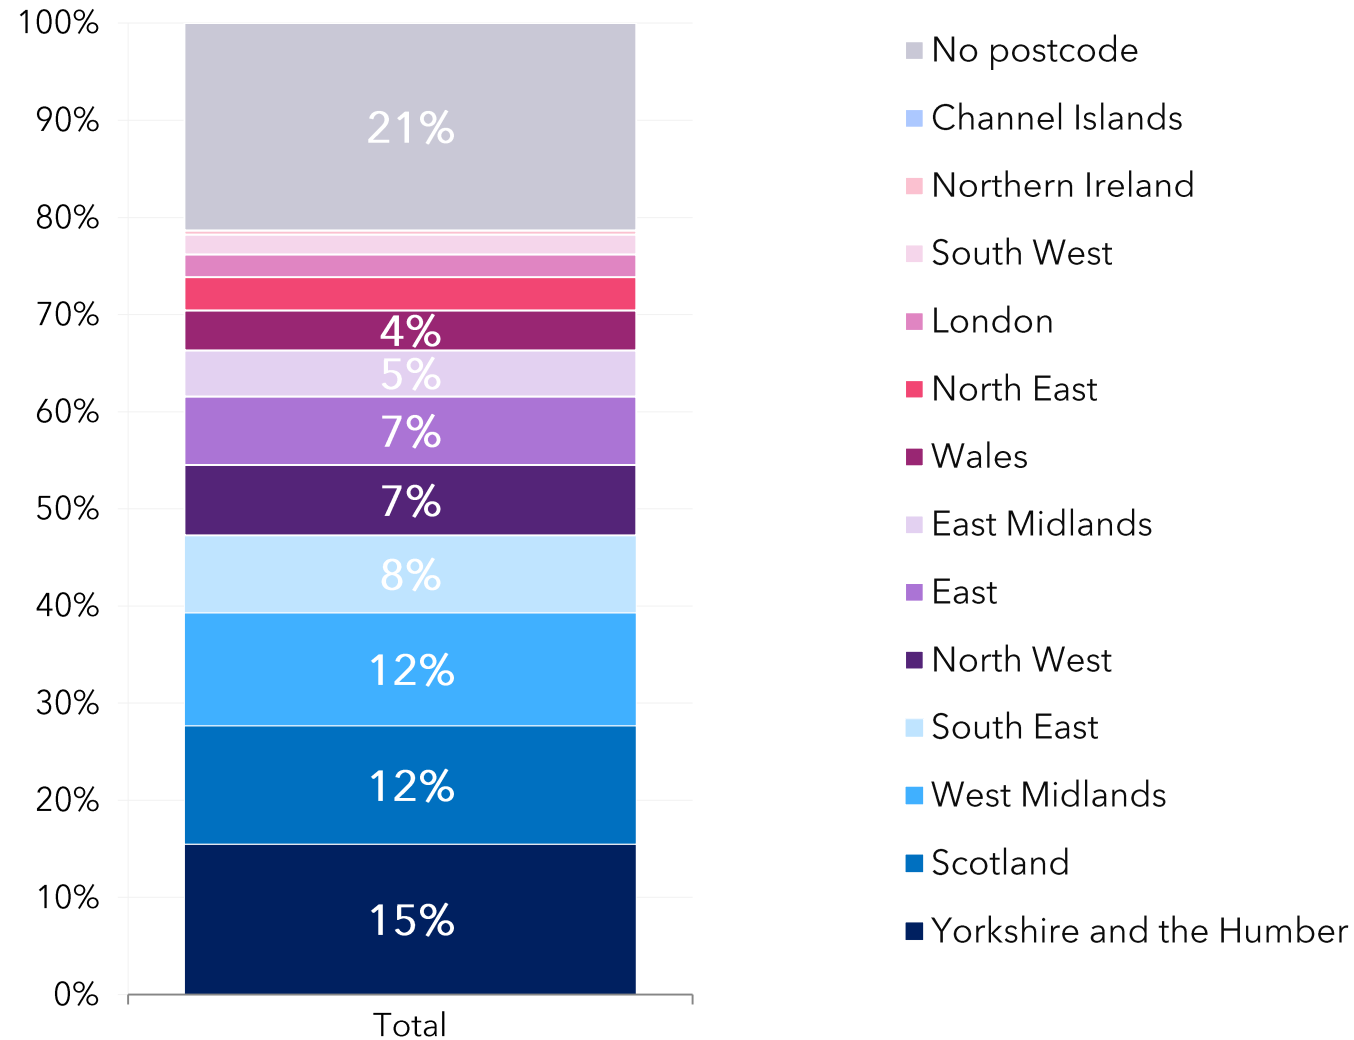 100%
90%
80%
70%
60%
50%
40%
30%
20%
10%
0%
21%
4%
5%
7%
7%
8%
12%
12%
15%
Total
No postcode
Channel Islands
Northern Ireland
South West
London
North East
Wales
East Midlands
East
North West
South East
West Midlands
Scotland
Yorkshire and the Humber